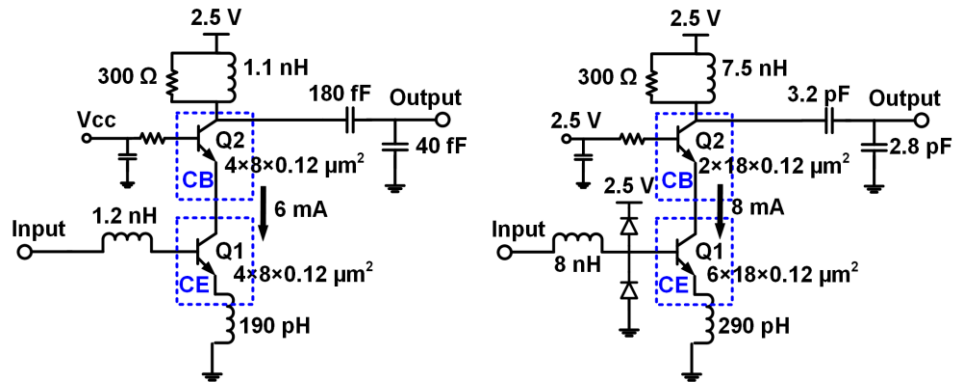 2.5 V
300 Ω
1.1 nH
180 fF
Output
Vcc
Q2
40 fF
4×8×0.12 µm²
CB
6 mA
1.2 nH
Input
Q1
4×8×0.12 µm²
CE
190 pH
2.5 V
300 Ω
7.5 nH
3.2 pF
Output
2.5 V
Q2
2.8 pF
2×18×0.12 µm²
CB
2.5 V
8 mA
Input
8 nH
Q1
6×18×0.12 µm²
CE
290 pH